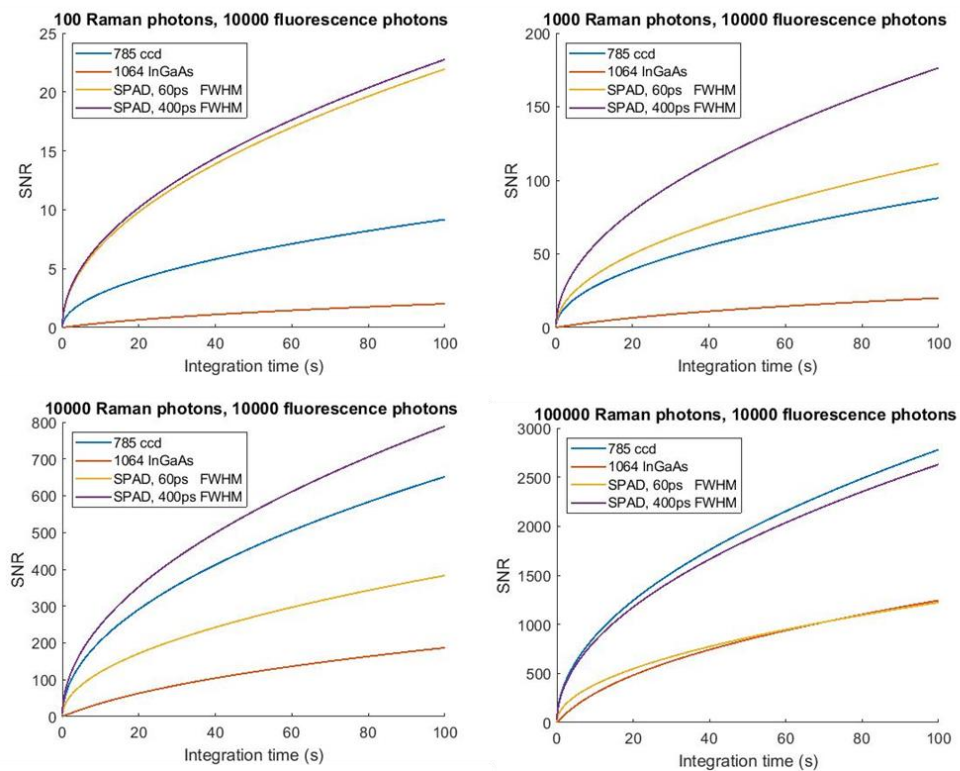 100 Raman photons, 10000 fluorescence photons
25
20
15
10
5
0
SNR
785 ccd
1064 InGaAs
SPAD, 60ps FWHM
SPAD, 400ps FWHM
0 20 40 60 80 100
Integration time (s)
1000 Raman photons, 10000 fluorescence photons
200
150
100
50
0
SNR
785 ccd
1064 InGaAs
SPAD, 60ps FWHM
SPAD, 400ps FWHM
0 20 40 60 80 100
Integration time (s)
10000 Raman photons, 10000 fluorescence photons
800
700
600
500
400
300
200
100
0
SNR
785 ccd
1064 InGaAs
SPAD, 60ps FWHM
SPAD, 400ps FWHM
0 20 40 60 80 100
Integration time (s)
100000 Raman photons, 10000 fluorescence photons
3000
2500
2000
1500
1000
500
0
SNR
785 ccd
1064 InGaAs
SPAD, 60ps FWHM
SPAD, 400ps FWHM
0 20 40 60 80 100
Integration time (s)